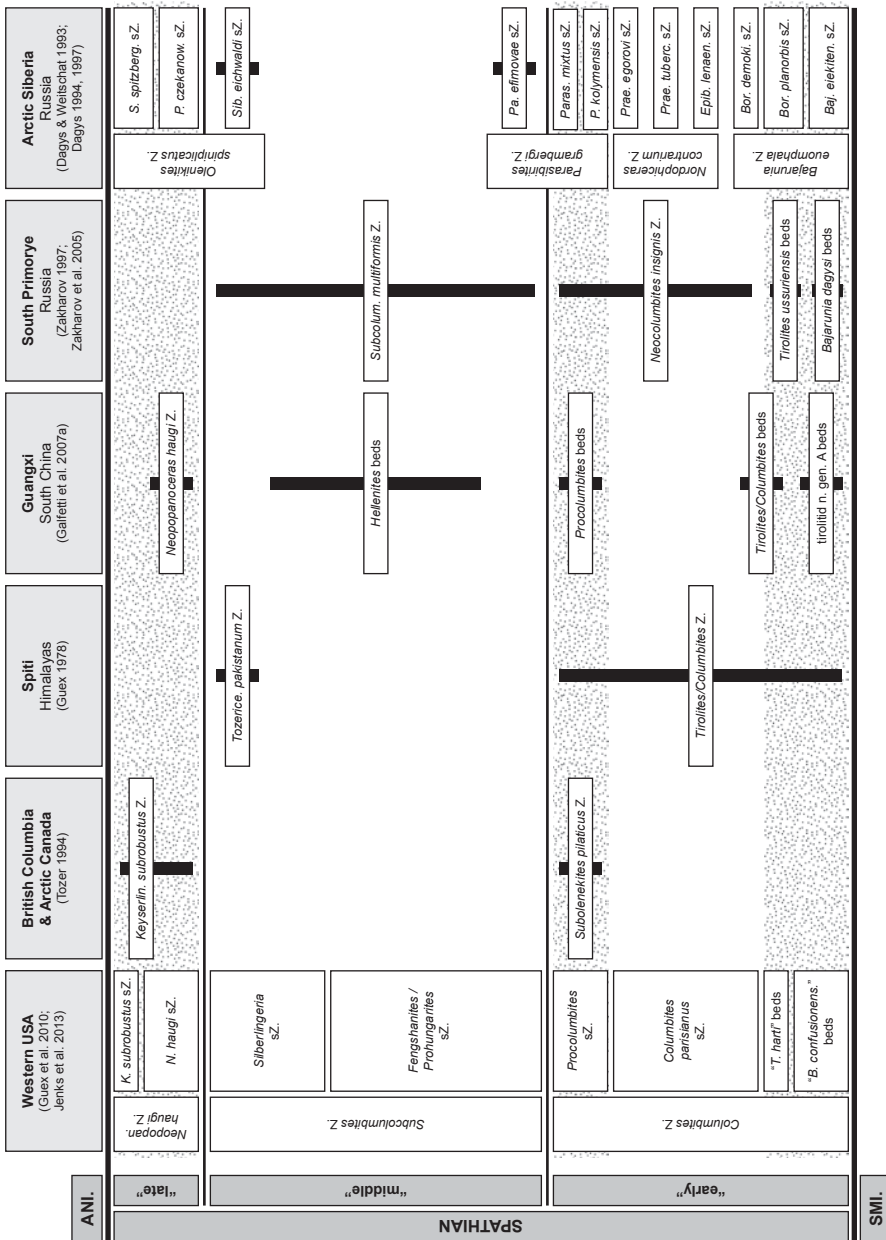 ANI.
SPATHIAN
"late"
"middle"
"early"
SMI.
Western USA
(Guex et al. 2010;
Jenks et al. 2013)
Neopopan.
haugi Z.
K. subrobustus sZ.
N. haugi sZ.
Subcolumbites Z.
Silberlingeria
sZ.
Fengshanites /
Prohungarites
sZ.
Columbites Z.
Procolumbites
sZ.
Columbites
parisianus
sZ.
"T. harti" beds
"B. confusionens."
beds
British Columbia
& Arctic Canada
(Tozer 1994)
Keyserlin. subrobustus Z.
Subolenekites pilaticus Z.
Spiti
Himalayas
(Guex 1978)
Tozerice. pakistanum Z.
Tirolites/Columbites Z.
Guangxi
South China
(Galfetti et al. 2007a)
Neopopanoceras haugi Z.
Hellenites beds
Procolumbites beds
Tirolites/Columbites beds
tirolitid n. gen. A beds
South Primorye
Russia
(Zakharov 1997;
Zakharov et al. 2005)
Subcolum. multiformis Z.
Neocolumbites insignis Z.
Tirolites ussuriensis beds
Bajarunia dagysi beds
Arctic Siberia
Russia
(Dagys & Weitschat 1993;
Dagys 1994, 1997)
Olenikites
spiniplicatus Z.
S. spitzberg. sZ.
P. czekanow. sZ.
Sib. eichwaldi sZ.
Parasibirites
grambergi Z.
Pa. efimovae sZ.
Paras. mixtus sZ.
P. kolymensis sZ.
Nordophiceras
contrarium Z.
Prae. egorovi sZ.
Prae. tuberc. sZ.
Epib. lenaen. sZ.
Bajarunia
euomphala Z.
Bor. demoki. sZ.
Bor. planorbis sZ.
Baj. eiekiten. sZ.